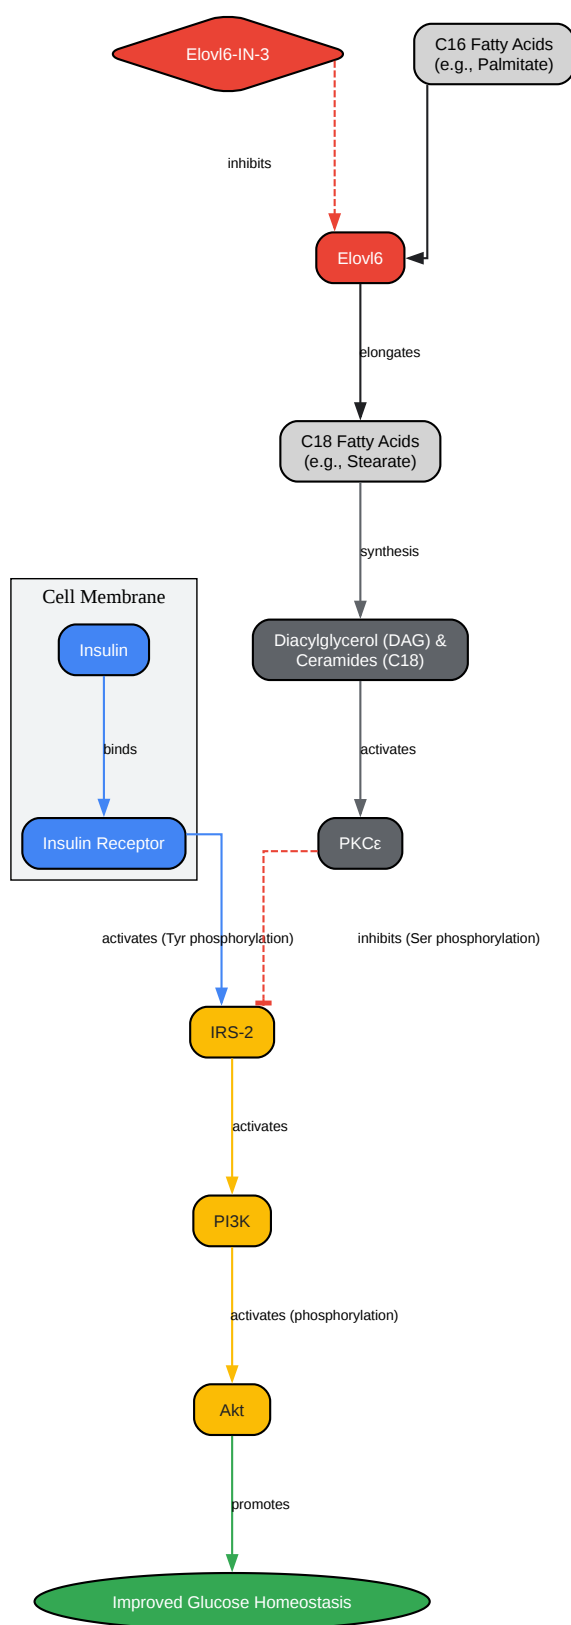 Elovl6-IN-3
C16 Fatty Acids
(e.g., Palmitate)
inhibits
Elovl6
elongates
C18 Fatty Acids
(e.g., Stearate)
synthesis
Cell Membrane
Insulin
Diacylglycerol (DAG) &
Ceramides (C18)
binds
activates
Insulin Receptor
PKCε
activates (Tyr phosphorylation)
inhibits (Ser phosphorylation)
IRS-2
activates
PI3K
activates (phosphorylation)
Akt
promotes
Improved Glucose Homeostasis